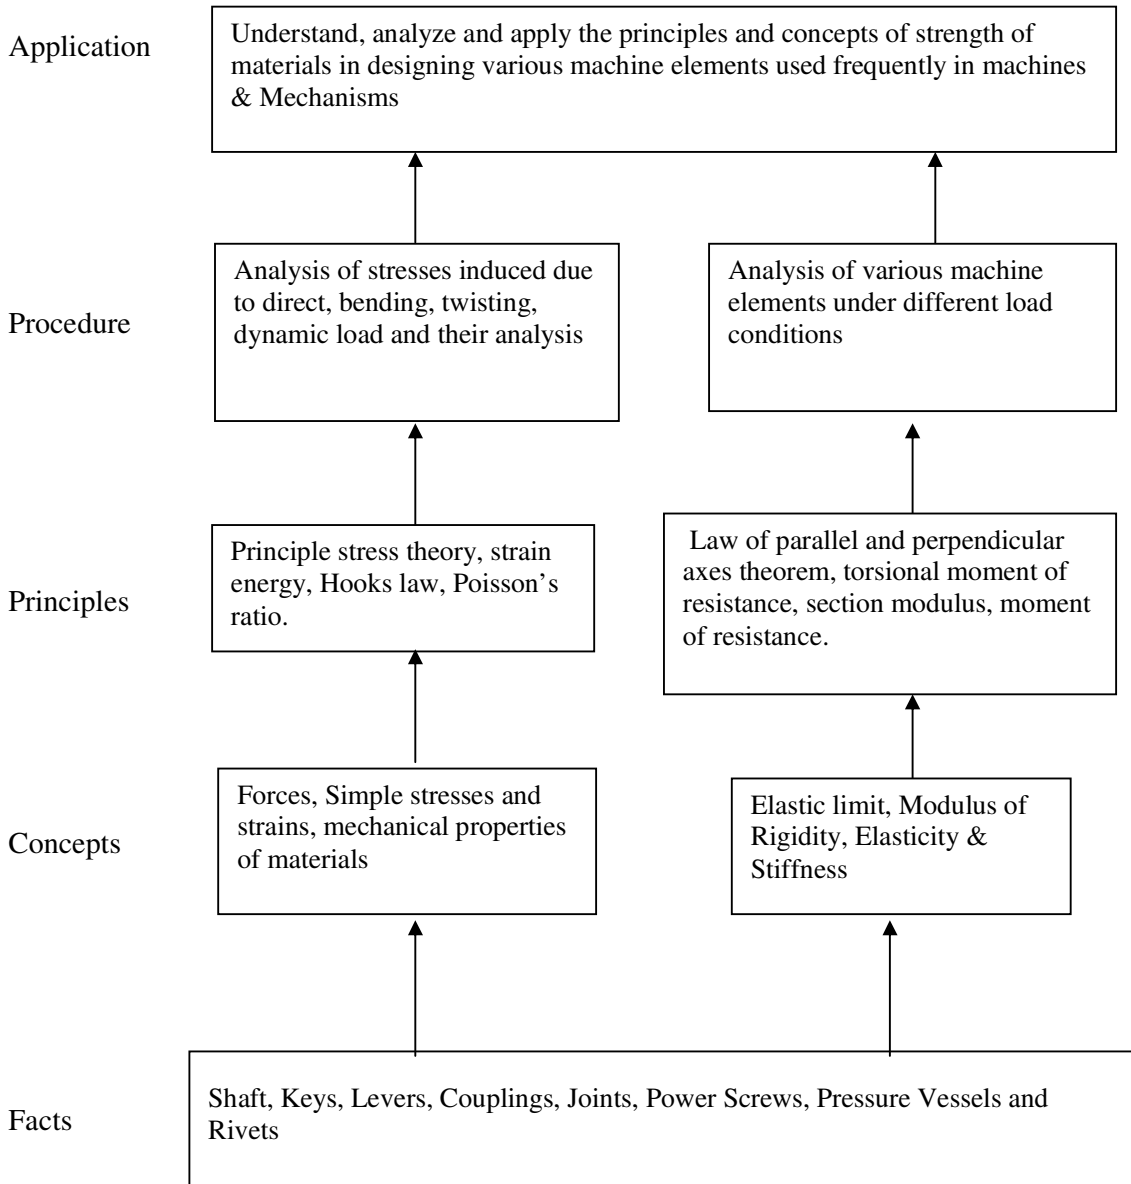 Application
Understand, analyze and apply the principles and concepts of strength of
materials in designing various machine elements used frequently in machines
& Mechanisms
Procedure
Analysis of stresses induced due
to direct, bending, twisting,
dynamic load and their analysis
Analysis of various machine
elements under different load
conditions
Principles
Principle stress theory, strain
energy, Hooks law, Poisson's
ratio.
Law of parallel and perpendicular
axes theorem, torsional moment of
resistance, section modulus, moment
of resistance.
Concepts
Forces, Simple stresses and
strains, mechanical properties
of materials
Elastic limit, Modulus of
Rigidity, Elasticity &
Stiffness
Facts
Shaft, Keys, Levers, Couplings, Joints, Power Screws, Pressure Vessels and
Rivets